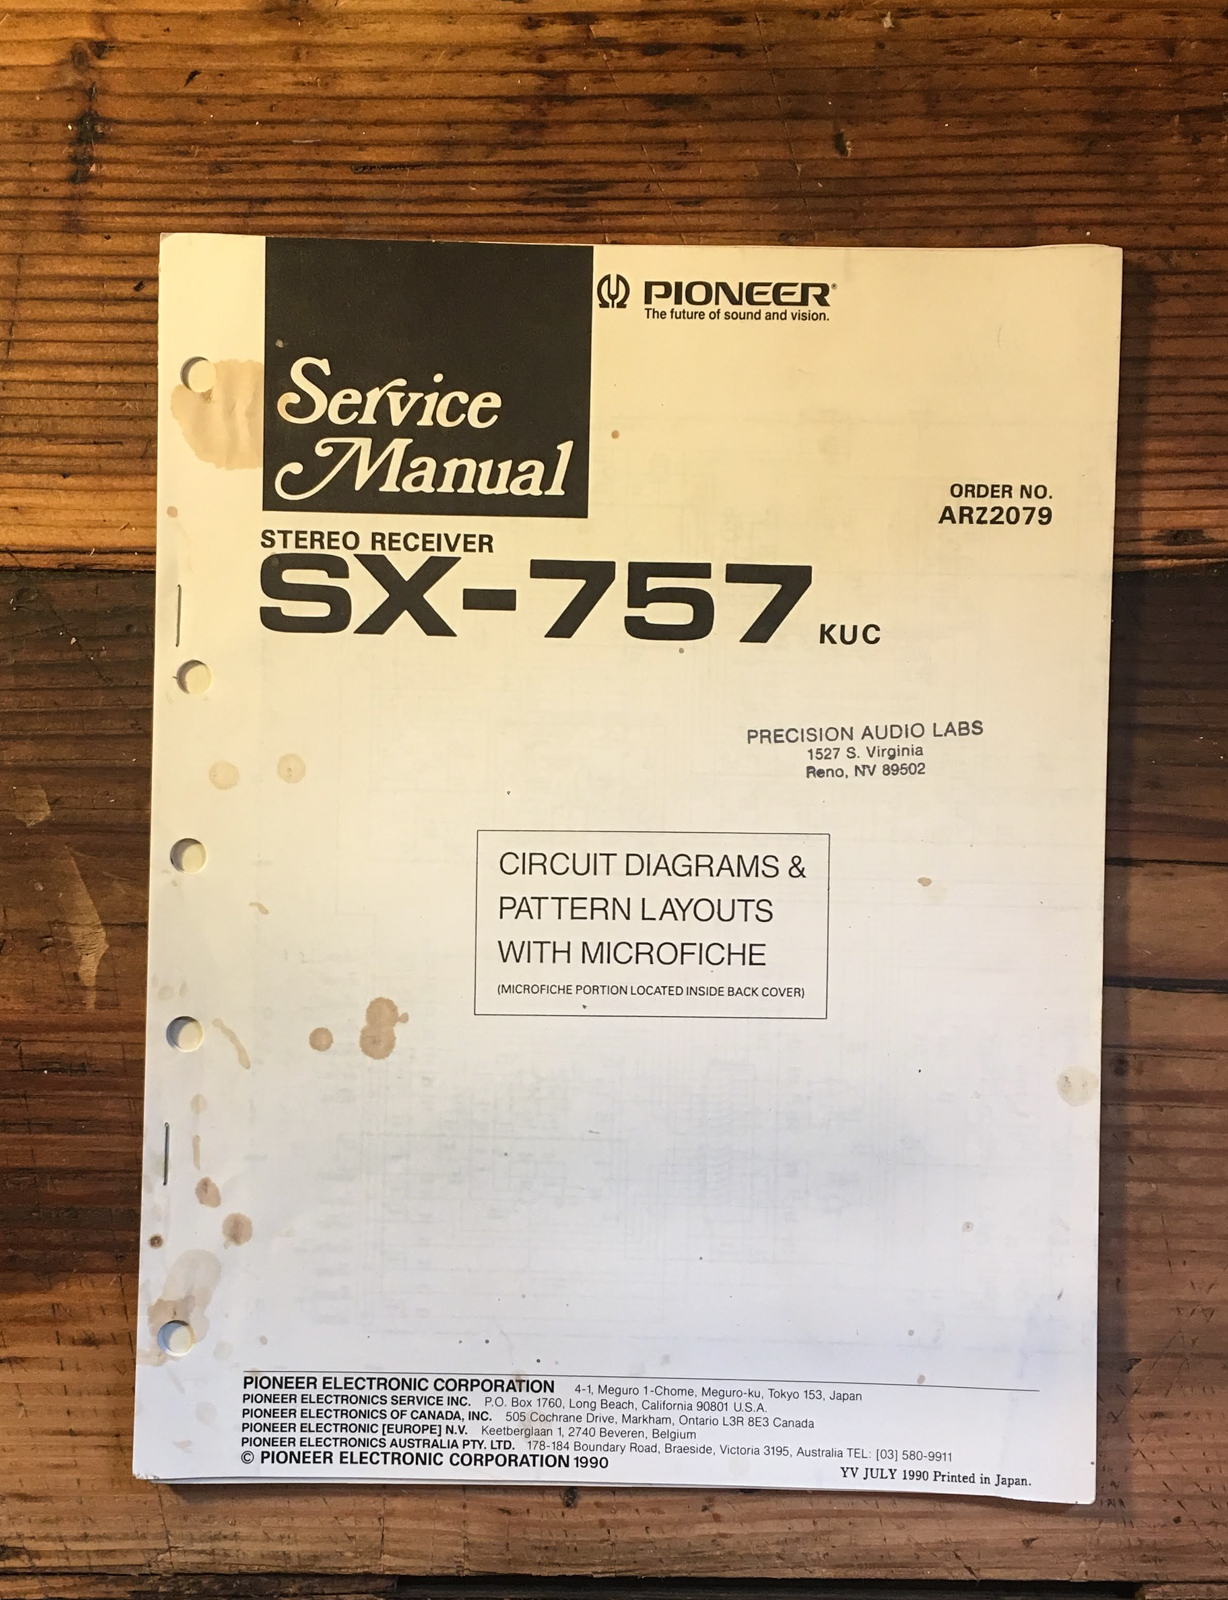 PIONEER®
The future of sound and vision.
Service
Manual
ORDER NO.
ARZ2079
STEREO RECEIVER
SX-757 KUC
PRECISION AUDIO LABS
1527 S. Virginia
Reno, NV 89502
CIRCUIT DIAGRAMS &
PATTERN LAYOUTS
WITH MICROFICHE
(MICROFICHE PORTION LOCATED INSIDE BACK COVER)
PIONEER ELECTRONIC CORPORATION 4-1, Meguro 1-Chome, Meguro-ku, Tokyo 153, Japan
PIONEER ELECTRONICS SERVICE INC. P.O. Box 1760, Long Beach, California 90801 U.S.A.
PIONEER ELECTRONICS OF CANADA, INC. 505 Cochrane Drive, Markham, Ontario L3R 8E3 Canada
PIONEER ELECTRONIC [EUROPE] N.V. Keetberglaan 1, 2740 Beveren, Belgium
PIONEER ELECTRONICS AUSTRALIA PTY. LTD. 178-184 Boundary Road, Braeside, Victoria 3195, Australia TEL: [03] 580-9911
© PIONEER ELECTRONIC CORPORATION 1990
YV JULY 1990 Printed in Japan.